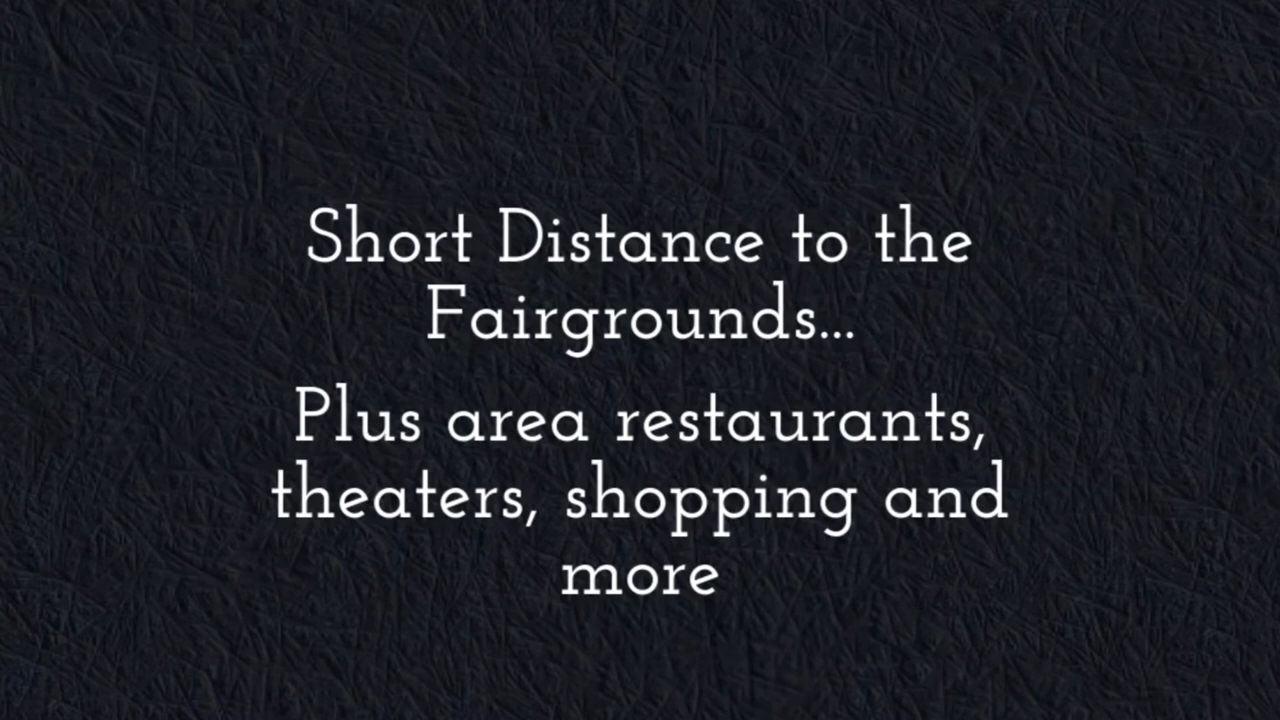 Short Distance to the
Fairgrounds...
Plus area restaurants,
theaters, shopping and
more